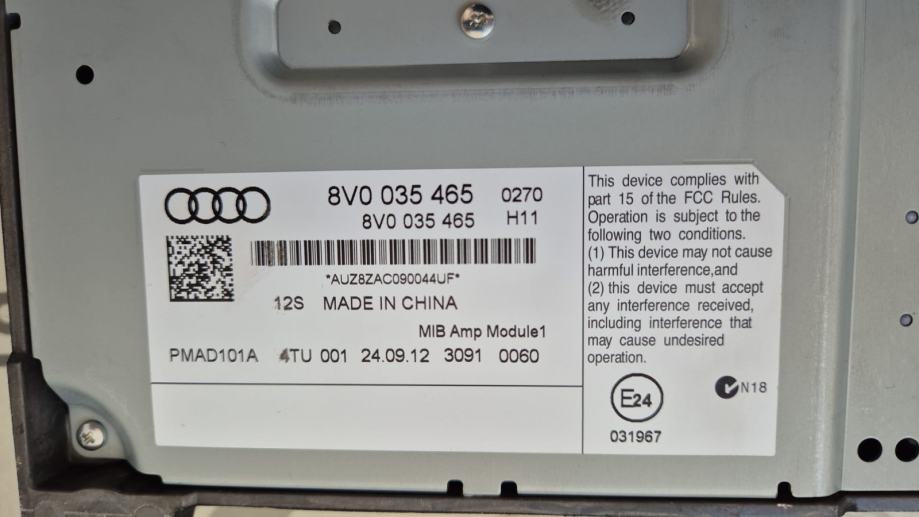 8V0 035 465 0270
8V0 035 465 H11
*AUZ8ZAC090044UF*
12S MADE IN CHINA
MIB Amp Module1
PMAD101A 4TU 001 24.09.12 3091 0060
This device complies with
part 15 of the FCC Rules.
Operation is subject to the
following two conditions.
(1) This device may not cause
harmful interference,and
(2) this device must accept
any interference received,
including interference that
may cause undesired
operation.
E24
N18
031967